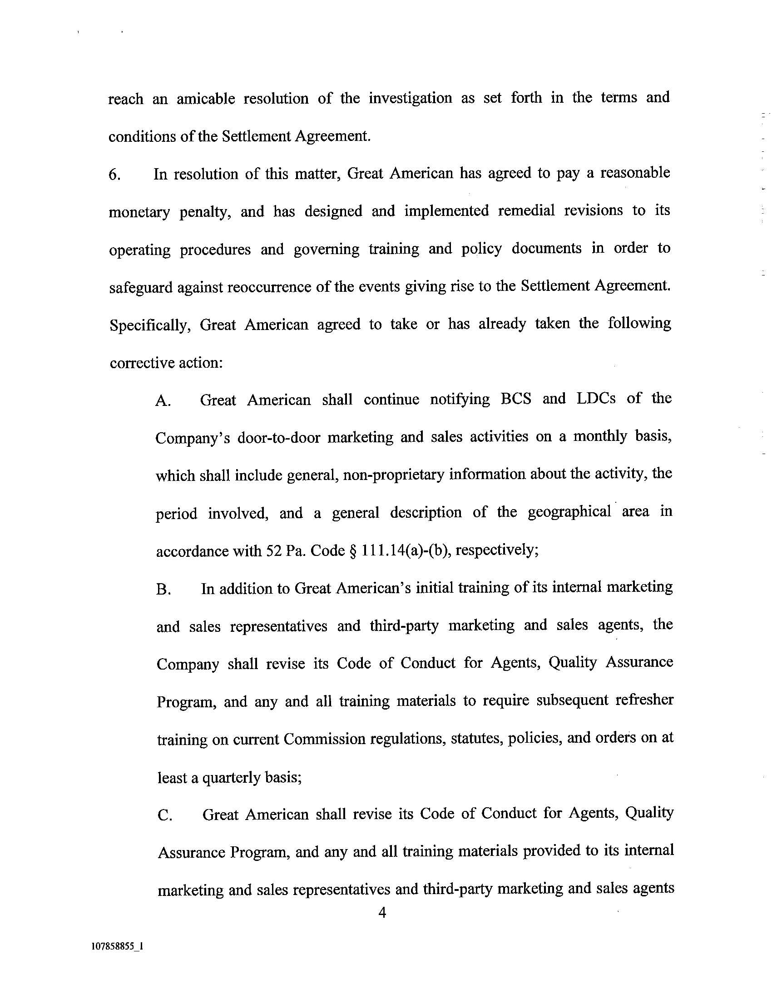 reach an amicable resolution of the investigation as set forth in the terms and
conditions of the Settlement Agreement.
6. In resolution of this matter, Great American has agreed to pay a reasonable
monetary penalty, and has designed and implemented remedial revisions to its
operating procedures and governing training and policy documents in order to
safeguard against reoccurrence of the events giving rise to the Settlement Agreement.
Specifically, Great American agreed to take or has already taken the following
corrective action:
A. Great American shall continue notifying BCS and LDCs of the
Company's door-to-door marketing and sales activities on a monthly basis,
which shall include general, non-proprietary information about the activity, the
period involved, and a general description of the geographical area in
accordance with 52 Pa. Code § 111.14(a)-(b), respectively;
B. In addition to Great American's initial training of its internal marketing
and sales representatives and third-party marketing and sales agents, the
Company shall revise its Code of Conduct for Agents, Quality Assurance
Program, and any and all training materials to require subsequent refresher
training on current Commission regulations, statutes, policies, and orders on at
least a quarterly basis;
C. Great American shall revise its Code of Conduct for Agents, Quality
Assurance Program, and any and all training materials provided to its internal
marketing and sales representatives and third-party marketing and sales agents
4
107858855_1